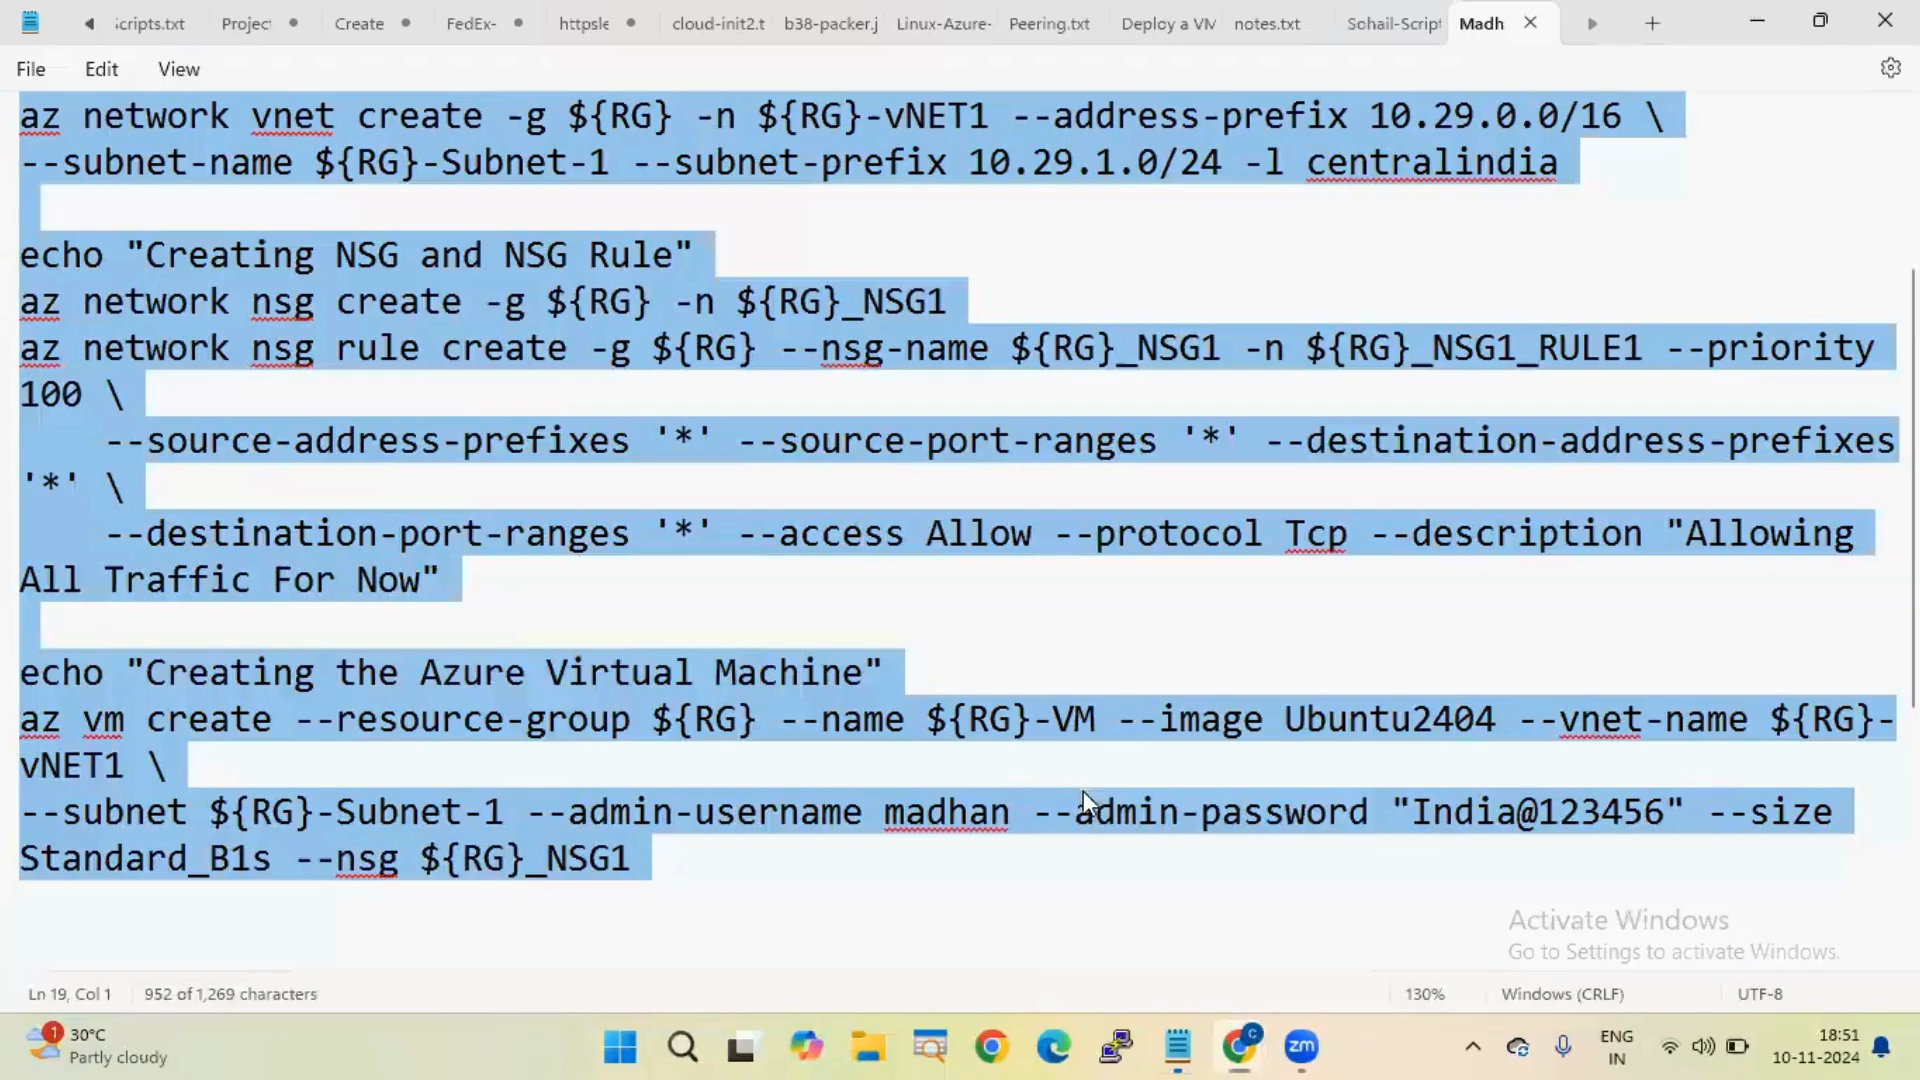 scripts.txt Project Create FedEx- httpsle cloud-init2.t b38-packer.j Linux-Azure- Peering.txt Deploy a VM notes.txt Sohail-Script Madh
File Edit View
az network vnet create -g ${RG} -n ${RG}-vNET1 --address-prefix 10.29.0.0/16 \
--subnet-name ${RG}-Subnet-1 --subnet-prefix 10.29.1.0/24 -l centralindia
echo "Creating NSG and NSG Rule"
az network nsg create -g ${RG} -n ${RG}_NSG1
az network nsg rule create -g ${RG} --nsg-name ${RG}_NSG1 -n ${RG}_NSG1_RULE1 --priority
100 \
--source-address-prefixes '*' --source-port-ranges '*' --destination-address-prefixes
'*' \
--destination-port-ranges '*' --access Allow --protocol Tcp --description "Allowing
All Traffic For Now"
echo "Creating the Azure Virtual Machine"
az vm create --resource-group ${RG} --name ${RG}-VM --image Ubuntu2404 --vnet-name ${RG}-
vNET1 \
--subnet ${RG}-Subnet-1 --admin-username madhan --admin-password "India@123456" --size
Standard_B1s --nsg ${RG}_NSG1
Activate Windows
Go to Settings to activate Windows.
Ln 19, Col 1 952 of 1,269 characters 130% Windows (CRLF) UTF-8
1 30°C
Partly cloudy
zm
C
ENG
IN
18:51
10-11-2024